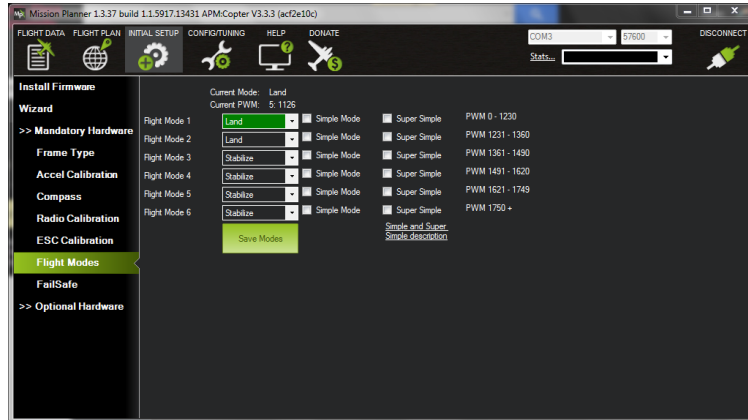 Mission Planner 1.3.37 build 1.1.5917.13431 APM:Copter V3.3.3 (acf2e10c)
FLIGHT DATA FLIGHT PLAN INITIAL SETUP CONFIG/TUNING HELP DONATE
COM3 57600 DISCONNECT
Stats...
Install Firmware
Wizard
>> Mandatory Hardware
Frame Type
Accel Calibration
Compass
Radio Calibration
ESC Calibration
Flight Modes
FailSafe
>> Optional Hardware
Current Mode: Land
Current PWM: 5: 1126
Flight Mode 1 Land Simple Mode Super Simple PWM 0 - 1230
Flight Mode 2 Land Simple Mode Super Simple PWM 1231 - 1360
Flight Mode 3 Stabilize Simple Mode Super Simple PWM 1361 - 1490
Flight Mode 4 Stabilize Simple Mode Super Simple PWM 1491 - 1620
Flight Mode 5 Stabilize Simple Mode Super Simple PWM 1621 - 1749
Flight Mode 6 Stabilize Simple Mode Super Simple PWM 1750 +
Save Modes
Simple and Super
Simple description